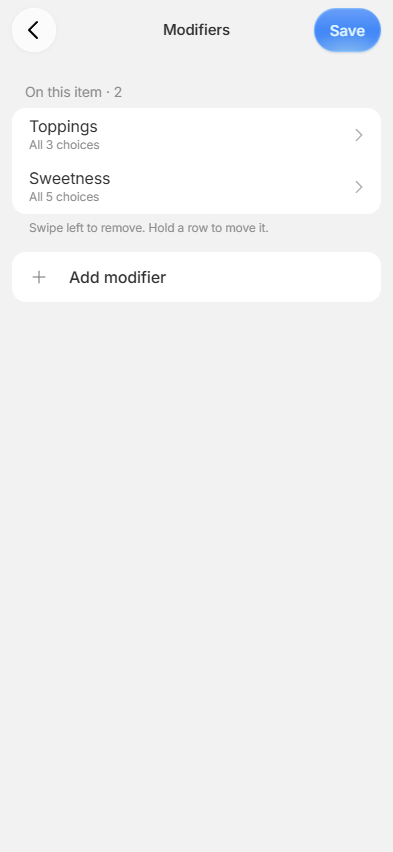 Modifiers
Save
On this item · 2
Toppings
All 3 choices
Sweetness
All 5 choices
Swipe left to remove. Hold a row to move it.
Add modifier